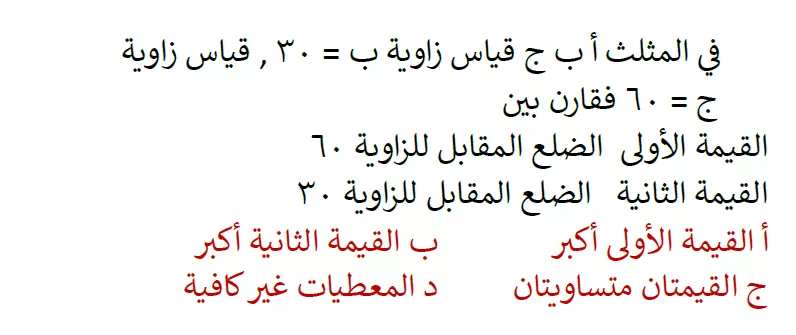 في المثلث أ ب ج قياس زاوية ب = ٣٠ , قياس زاوية
ج = ٦٠ فقارن بين
القيمة الأولى الضلع المقابل للزاوية ٦٠
القيمة الثانية الضلع المقابل للزاوية ٣٠
أ القيمة الأولى أكبر ب القيمة الثانية أكبر
ج القيمتان متساويتان د المعطيات غير كافية